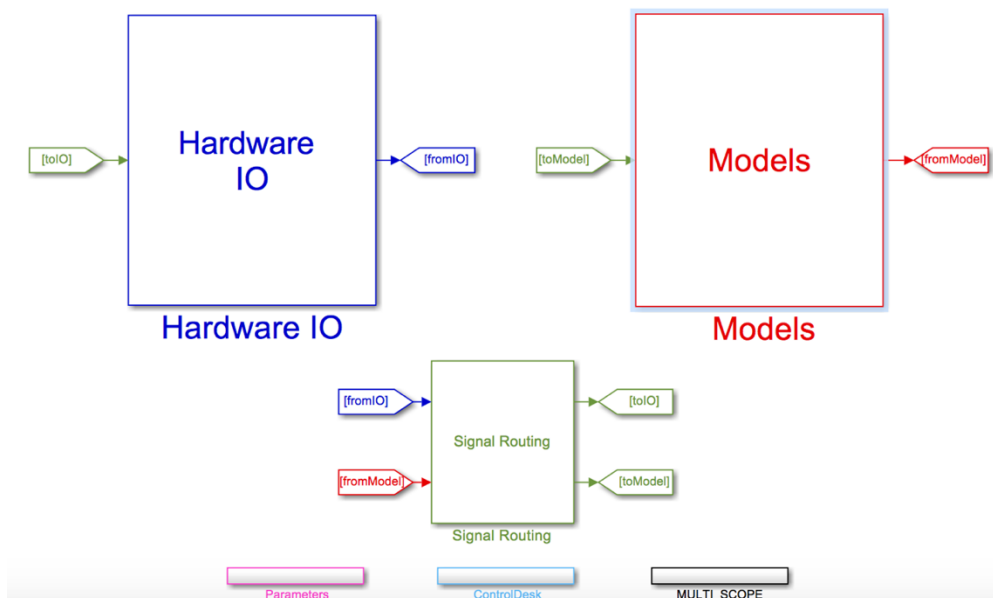 Hardware
IO
[toIO]
[fromIO]
Hardware IO
Models
[toModel]
[fromModel]
Models
[fromIO]
[toIO]
Signal Routing
[fromModel]
[toModel]
Signal Routing
Parameters
ControlDesk
MULTI_SCOPE